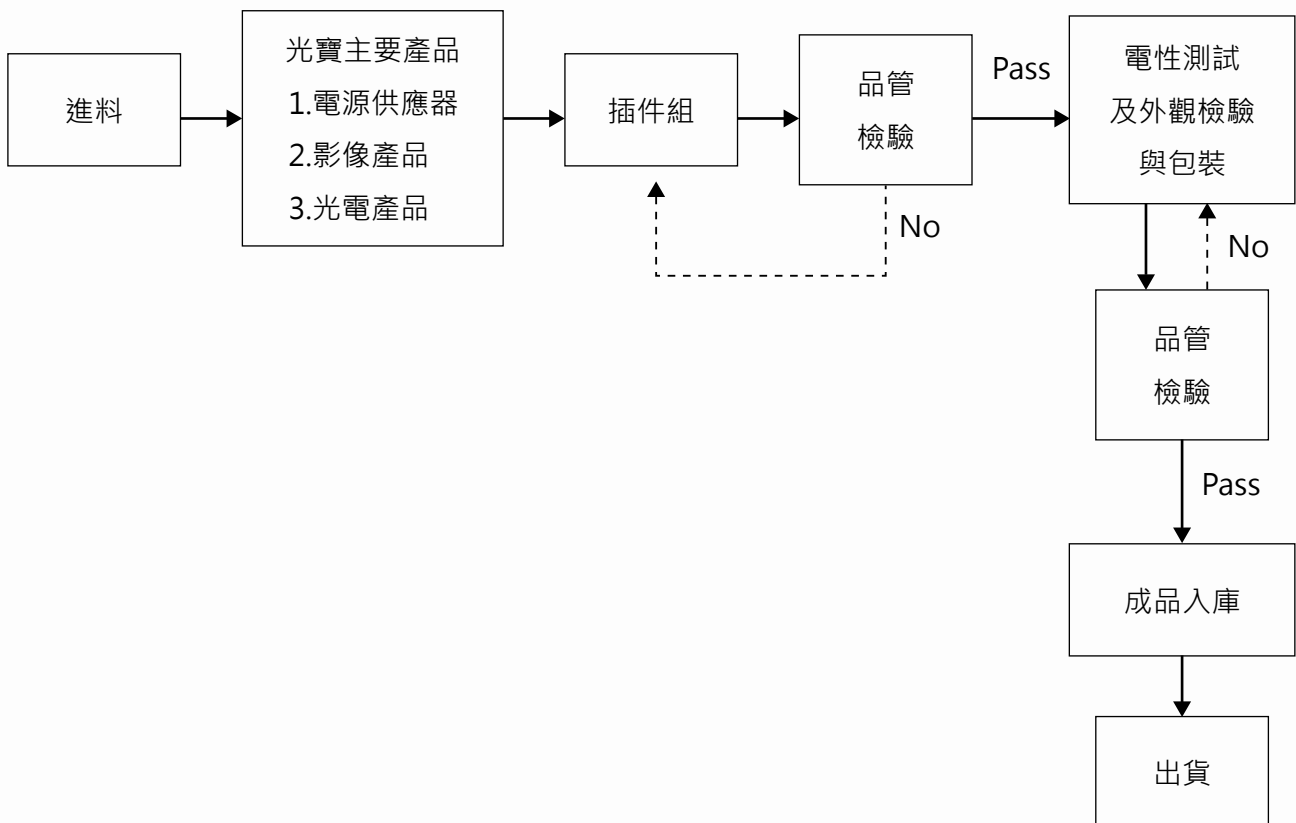 進料
光寶主要產品
1.電源供應器
2.影像產品
3.光電產品
插件組
品管
檢驗
Pass
No
電性測試
及外觀檢驗
與包裝
No
品管
檢驗
Pass
成品入庫
出貨